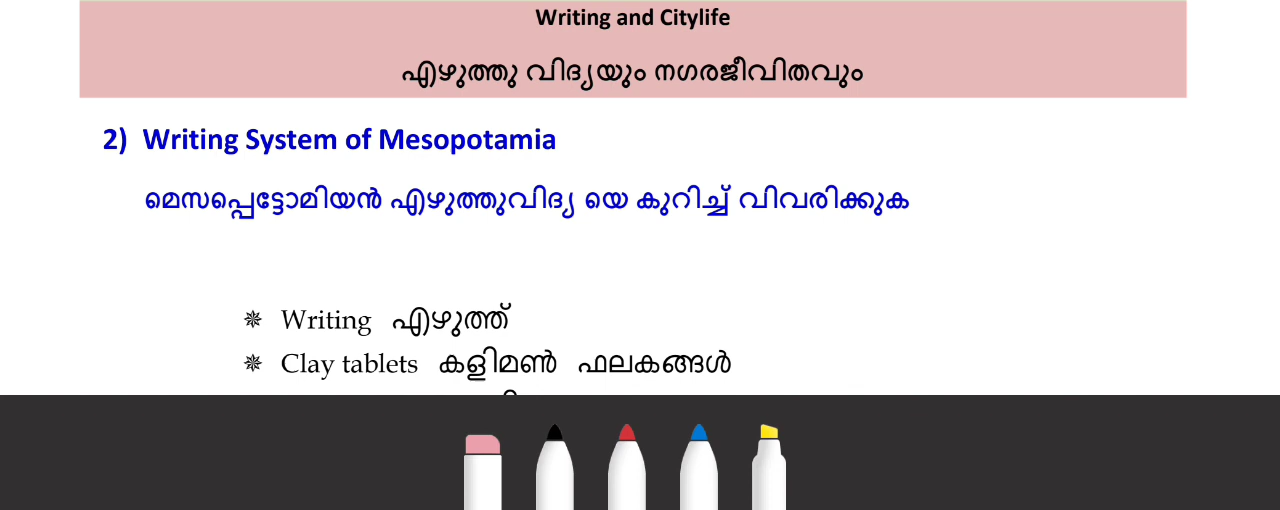 Writing and Citylife
എഴുത്തു വിദ്യയും നഗരജീവിതവും
2) Writing System of Mesopotamia
മെസപ്പെട്ടോമിയൻ എഴുത്തുവിദ്യ യെ കുറിച്ച് വിവരിക്കുക
✵ Writing എഴുത്ത്
✵ Clay tablets കളിമൺ ഫലകങ്ങൾ